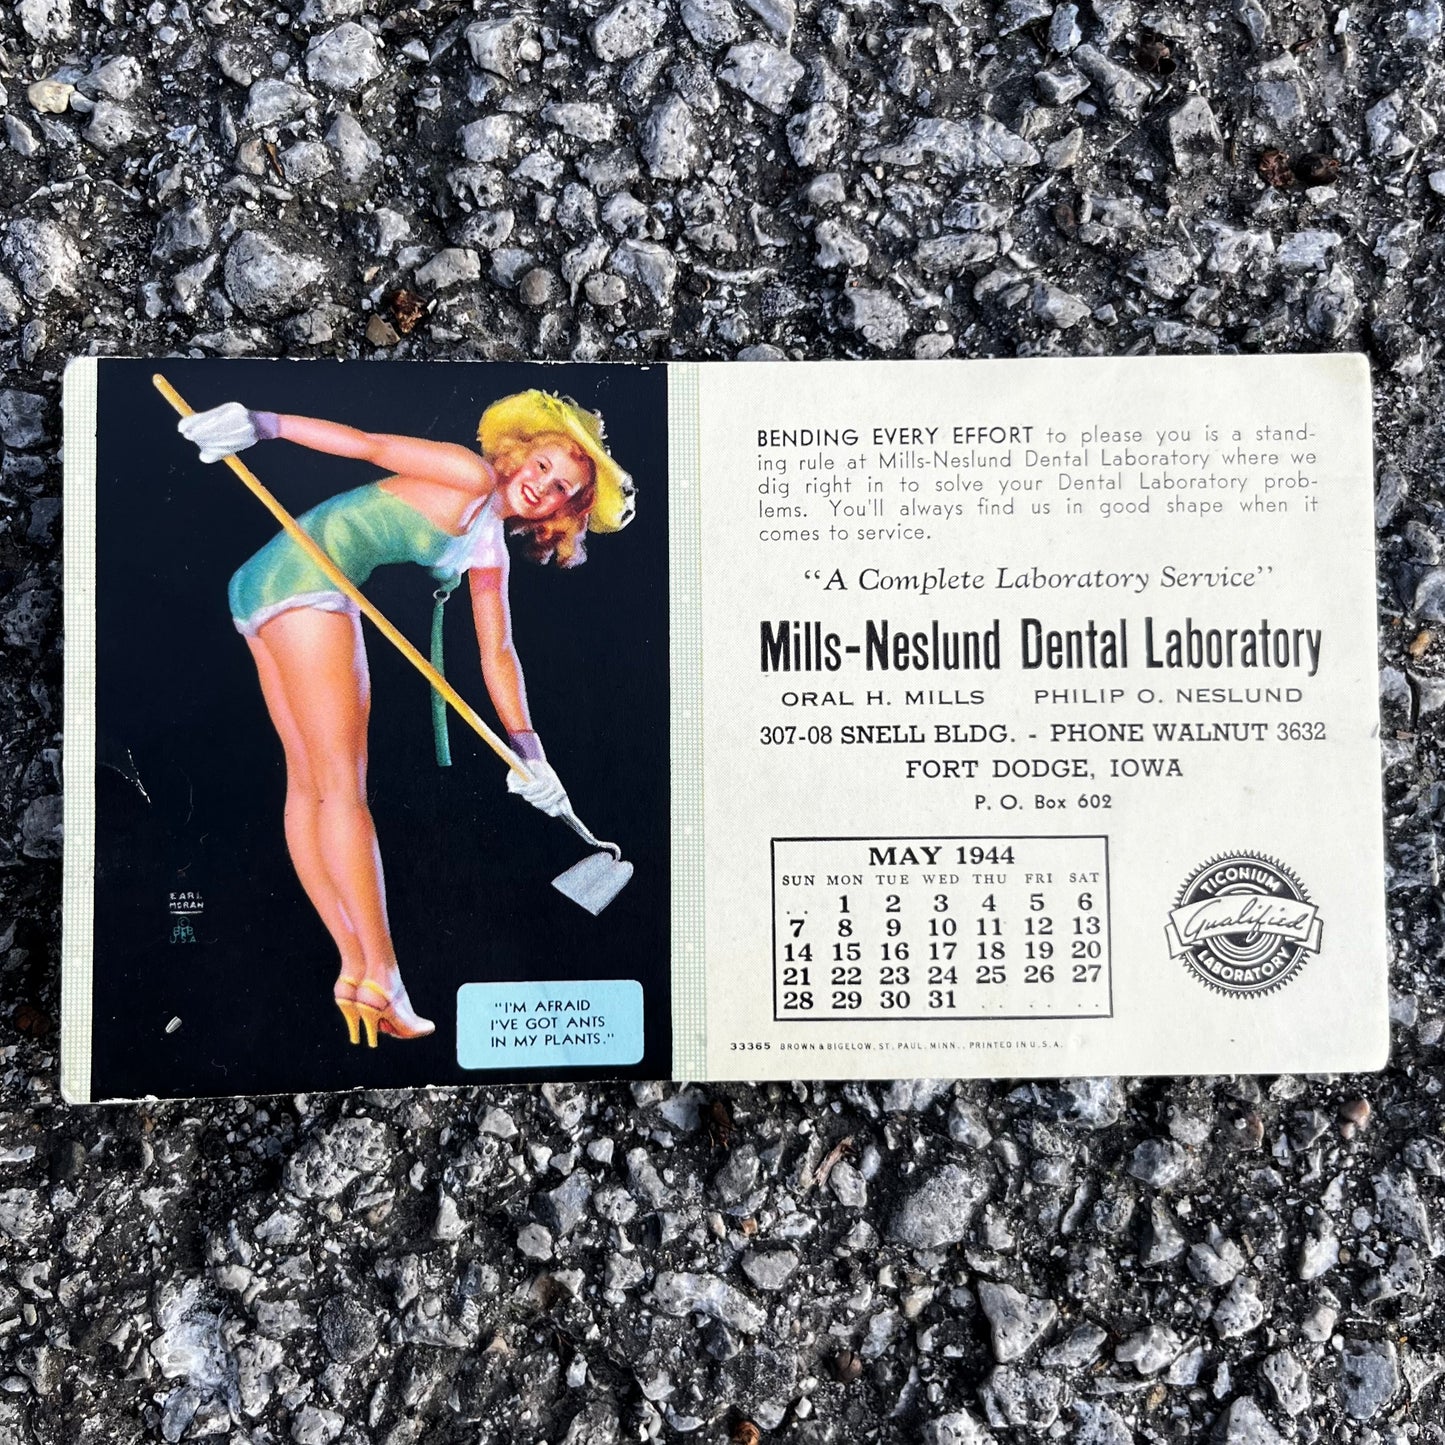 EARL
MORAN
©
B&B
U.S.A.
"I'M AFRAID
I'VE GOT ANTS
IN MY PLANTS."
BENDING EVERY EFFORT to please you is a stand-
ing rule at Mills-Neslund Dental Laboratory where we
dig right in to solve your Dental Laboratory prob-
lems. You'll always find us in good shape when it
comes to service.
"A Complete Laboratory Service"
Mills-Neslund Dental Laboratory
ORAL H. MILLS PHILIP O. NESLUND
307-08 SNELL BLDG. - PHONE WALNUT 3632
FORT DODGE, IOWA
P. O. Box 602
MAY 1944
SUN MON TUE WED THU FRI SAT
. . 1 2 3 4 5 6
7 8 9 10 11 12 13
14 15 16 17 18 19 20
21 22 23 24 25 26 27
28 29 30 31 . . . . . .
TICONIUM
Qualified
LABORATORY
33365 BROWN & BIGELOW, ST. PAUL, MINN., PRINTED IN U.S.A.